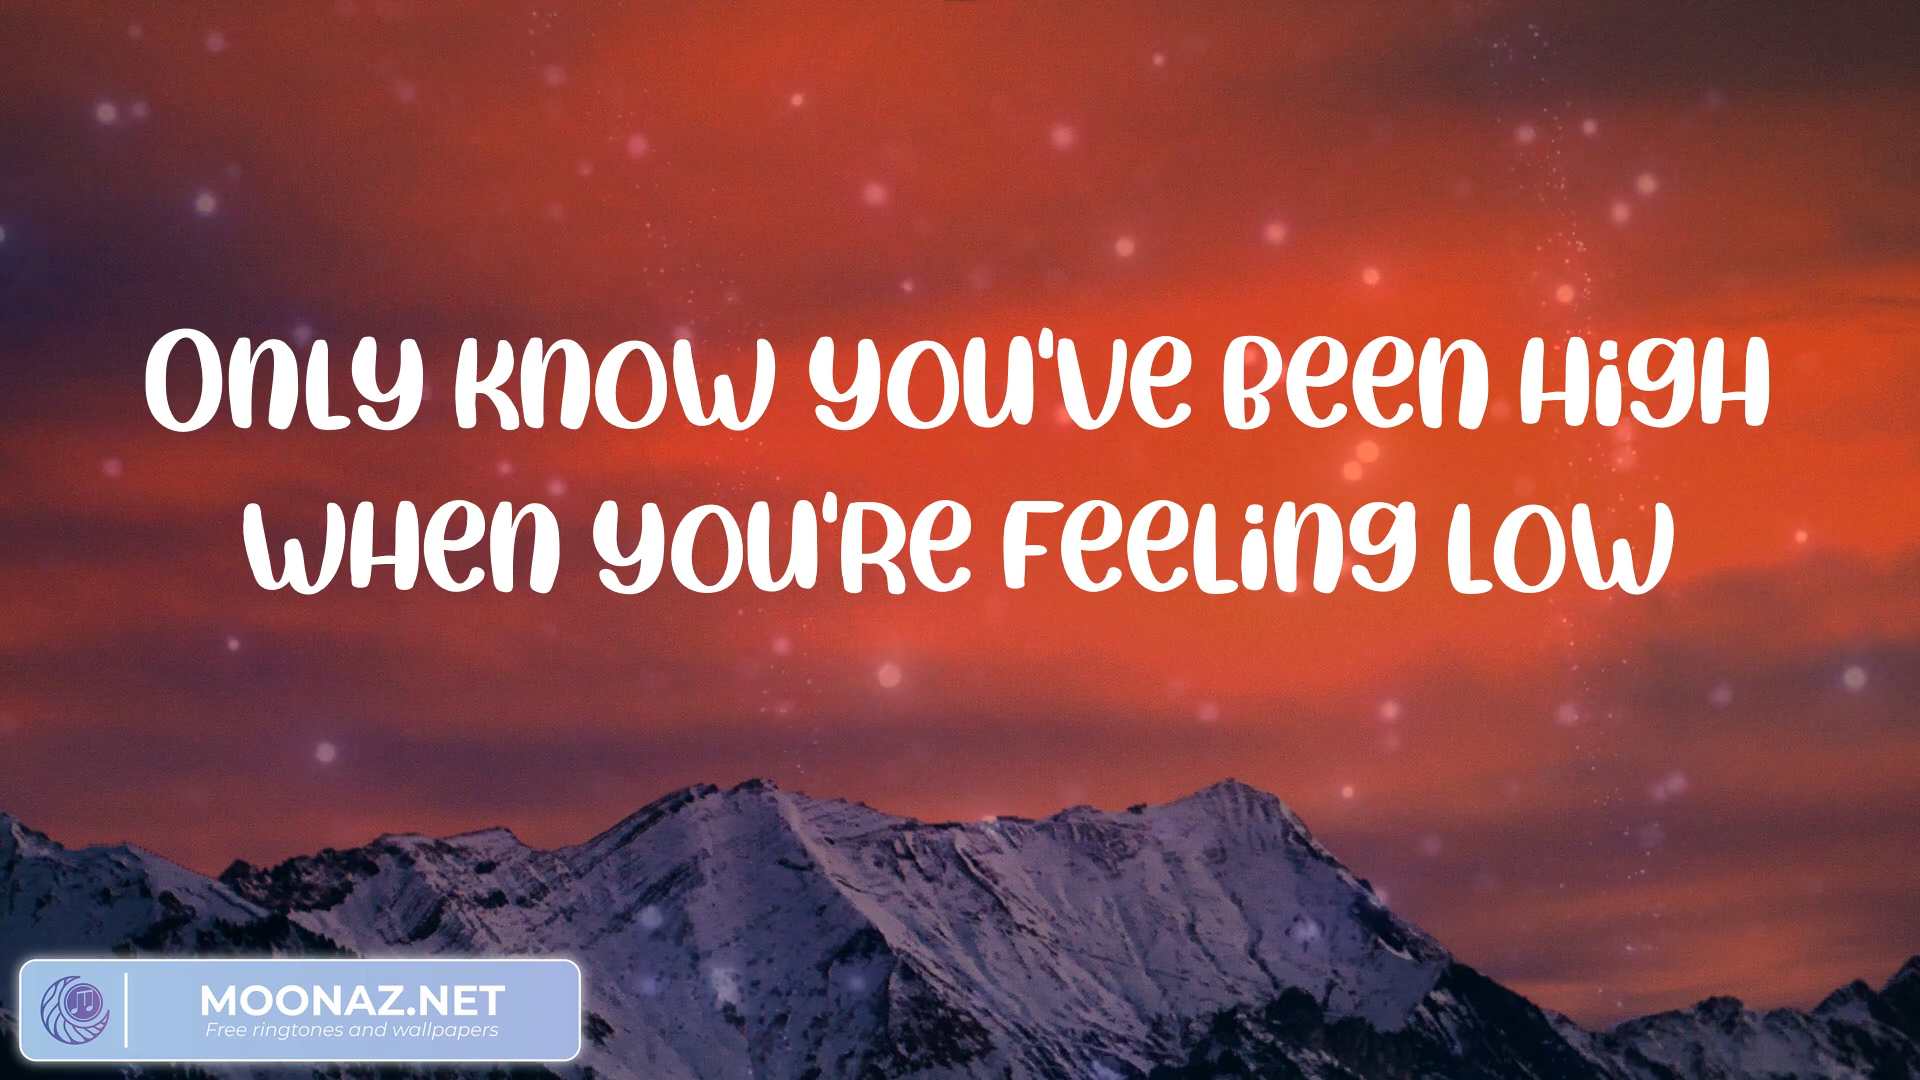 Only know you've been high
when you're feeling low
MOONAZ.NET
Free ringtones and wallpapers